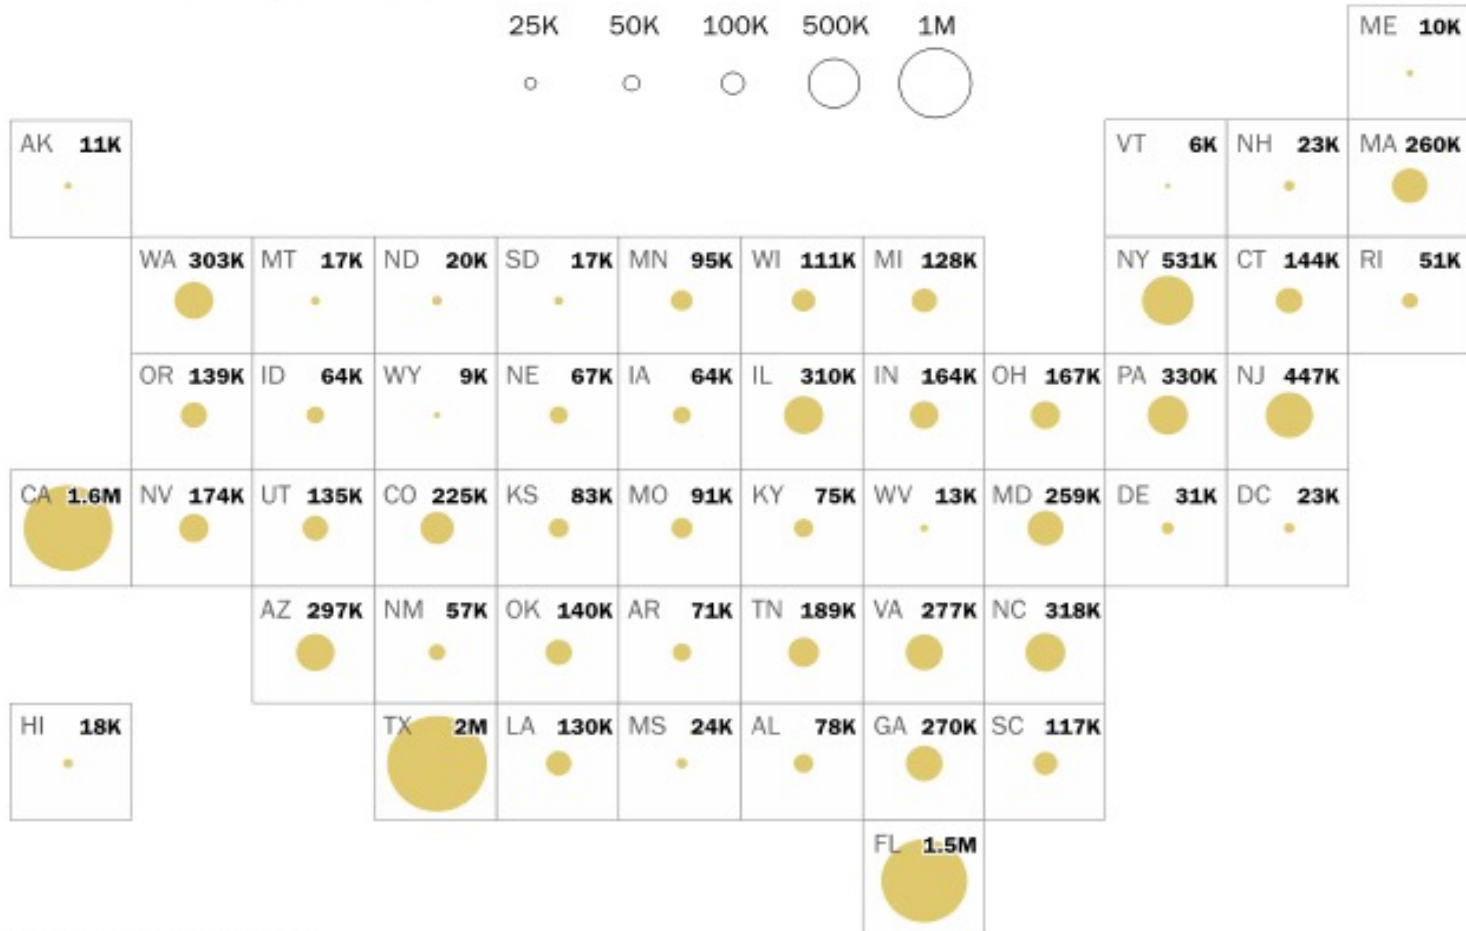 25K 50K 100K 500K 1M
ME 10K
AK 11K VT 6K NH 23K MA 260K
WA 303K MT 17K ND 20K SD 17K MN 95K WI 111K MI 128K NY 531K CT 144K RI 51K
OR 139K ID 64K WY 9K NE 67K IA 64K IL 310K IN 164K OH 167K PA 330K NJ 447K
CA 1.6M NV 174K UT 135K CO 225K KS 83K MO 91K KY 75K WV 13K MD 259K DE 31K DC 23K
AZ 297K NM 57K OK 140K AR 71K TN 189K VA 277K NC 318K
HI 18K TX 2M LA 130K MS 24K AL 78K GA 270K SC 117K
FL 1.5M